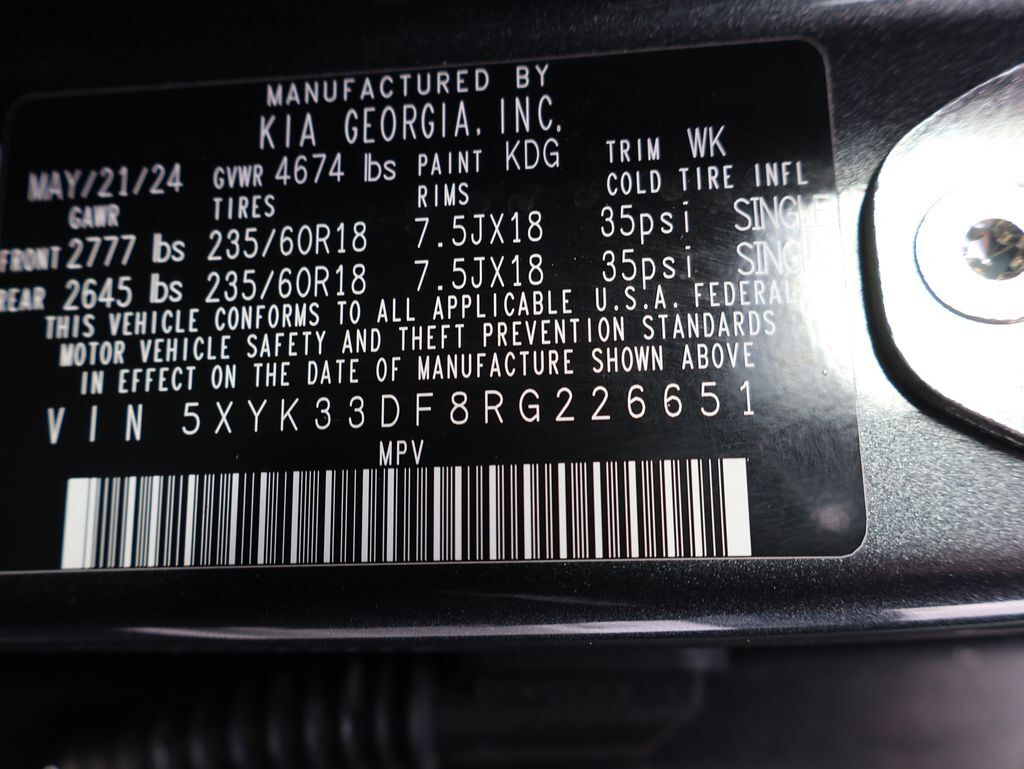 MANUFACTURED BY
KIA GEORGIA, INC.
MAY/21/24 GVWR 4674 lbs PAINT KDG TRIM WK
GAWR TIRES RIMS COLD TIRE INFL
FRONT 2777 lbs 235/60R18 7.5JX18 35psi SINGLE
REAR 2645 lbs 235/60R18 7.5JX18 35psi SINGL
THIS VEHICLE CONFORMS TO ALL APPLICABLE U.S.A. FEDERAL
MOTOR VEHICLE SAFETY AND THEFT PREVENTION STANDARDS
IN EFFECT ON THE DATE OF MANUFACTURE SHOWN ABOVE
VIN 5XYK33DF8RG226651
MPV